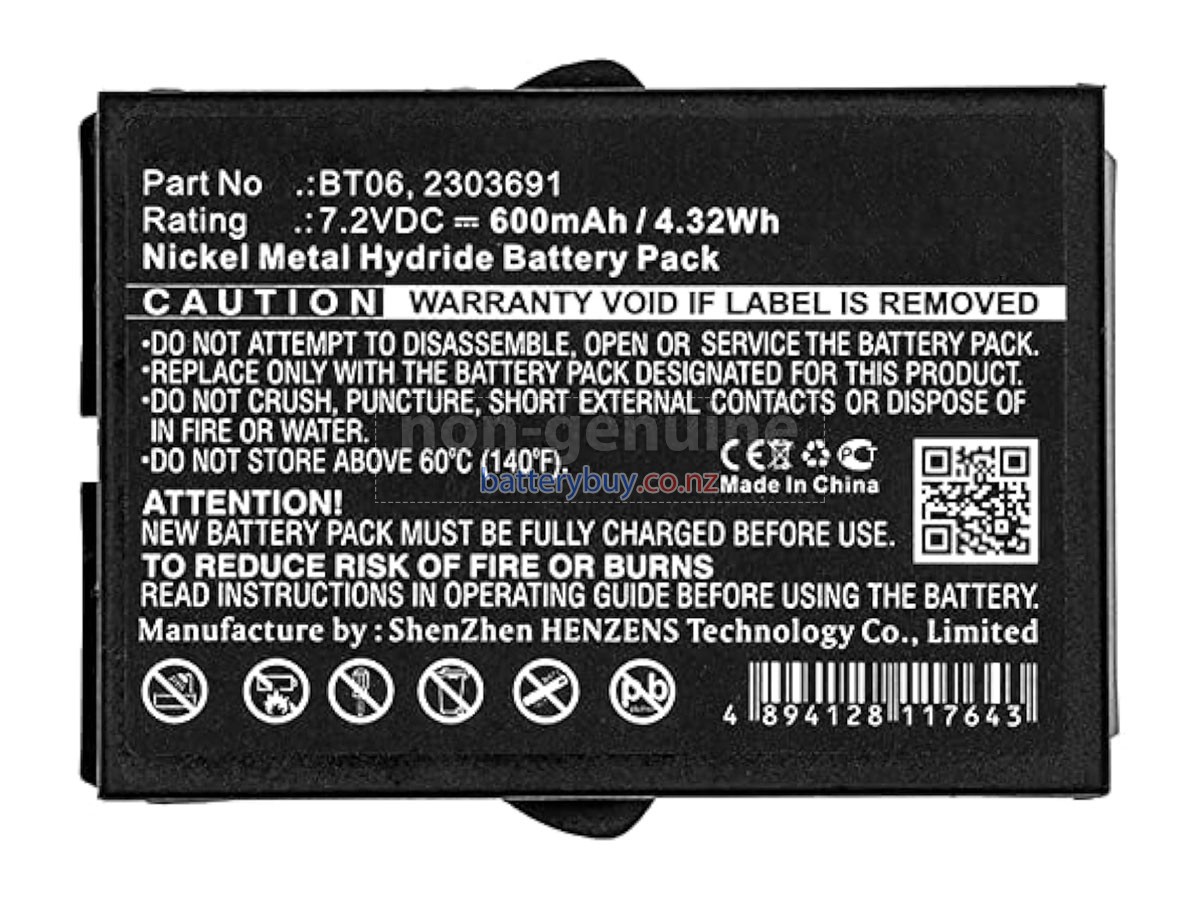 Part No .:BT06, 2303691
Rating .:7.2VDC ⎓ 600mAh / 4.32Wh
Nickel Metal Hydride Battery Pack
CAUTION WARRANTY VOID IF LABEL IS REMOVED
•DO NOT ATTEMPT TO DISASSEMBLE, OPEN OR SERVICE THE BATTERY PACK.
•REPLACE ONLY WITH THE BATTERY PACK DESIGNATED FOR THIS PRODUCT.
•DO NOT CRUSH, PUNCTURE, SHORT EXTERNAL CONTACTS OR DISPOSE OF
IN FIRE OR WATER.
non-genuine
•DO NOT STORE ABOVE 60°C (140°F).
CE PCT
batterybuy.co.nz
Made In China
ATTENTION!
NEW BATTERY PACK MUST BE FULLY CHARGED BEFORE USE.
TO REDUCE RISK OF FIRE OR BURNS
READ INSTRUCTIONS IN OPERATING GUIDE BEFORE USING THE BATTERY.
Manufacture by : ShenZhen HENZENS Technology Co., Limited
pb
4 894128 117643